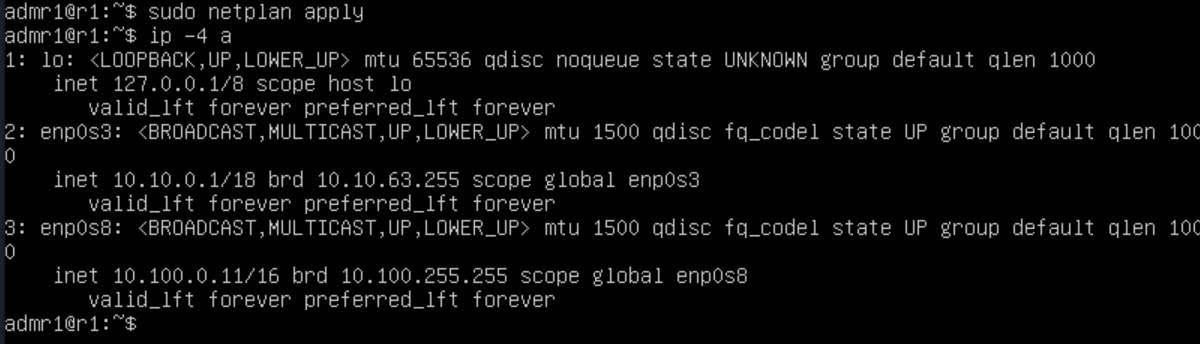 admr1@r1:~$ sudo netplan apply
admr1@r1:~$ ip -4 a
1: lo: <LOOPBACK,UP,LOWER_UP> mtu 65536 qdisc noqueue state UNKNOWN group default qlen 1000
    inet 127.0.0.1/8 scope host lo
       valid_lft forever preferred_lft forever
2: enp0s3: <BROADCAST,MULTICAST,UP,LOWER_UP> mtu 1500 qdisc fq_codel state UP group default qlen 100
0
    inet 10.10.0.1/18 brd 10.10.63.255 scope global enp0s3
       valid_lft forever preferred_lft forever
3: enp0s8: <BROADCAST,MULTICAST,UP,LOWER_UP> mtu 1500 qdisc fq_codel state UP group default qlen 100
0
    inet 10.100.0.11/16 brd 10.100.255.255 scope global enp0s8
       valid_lft forever preferred_lft forever
admr1@r1:~$